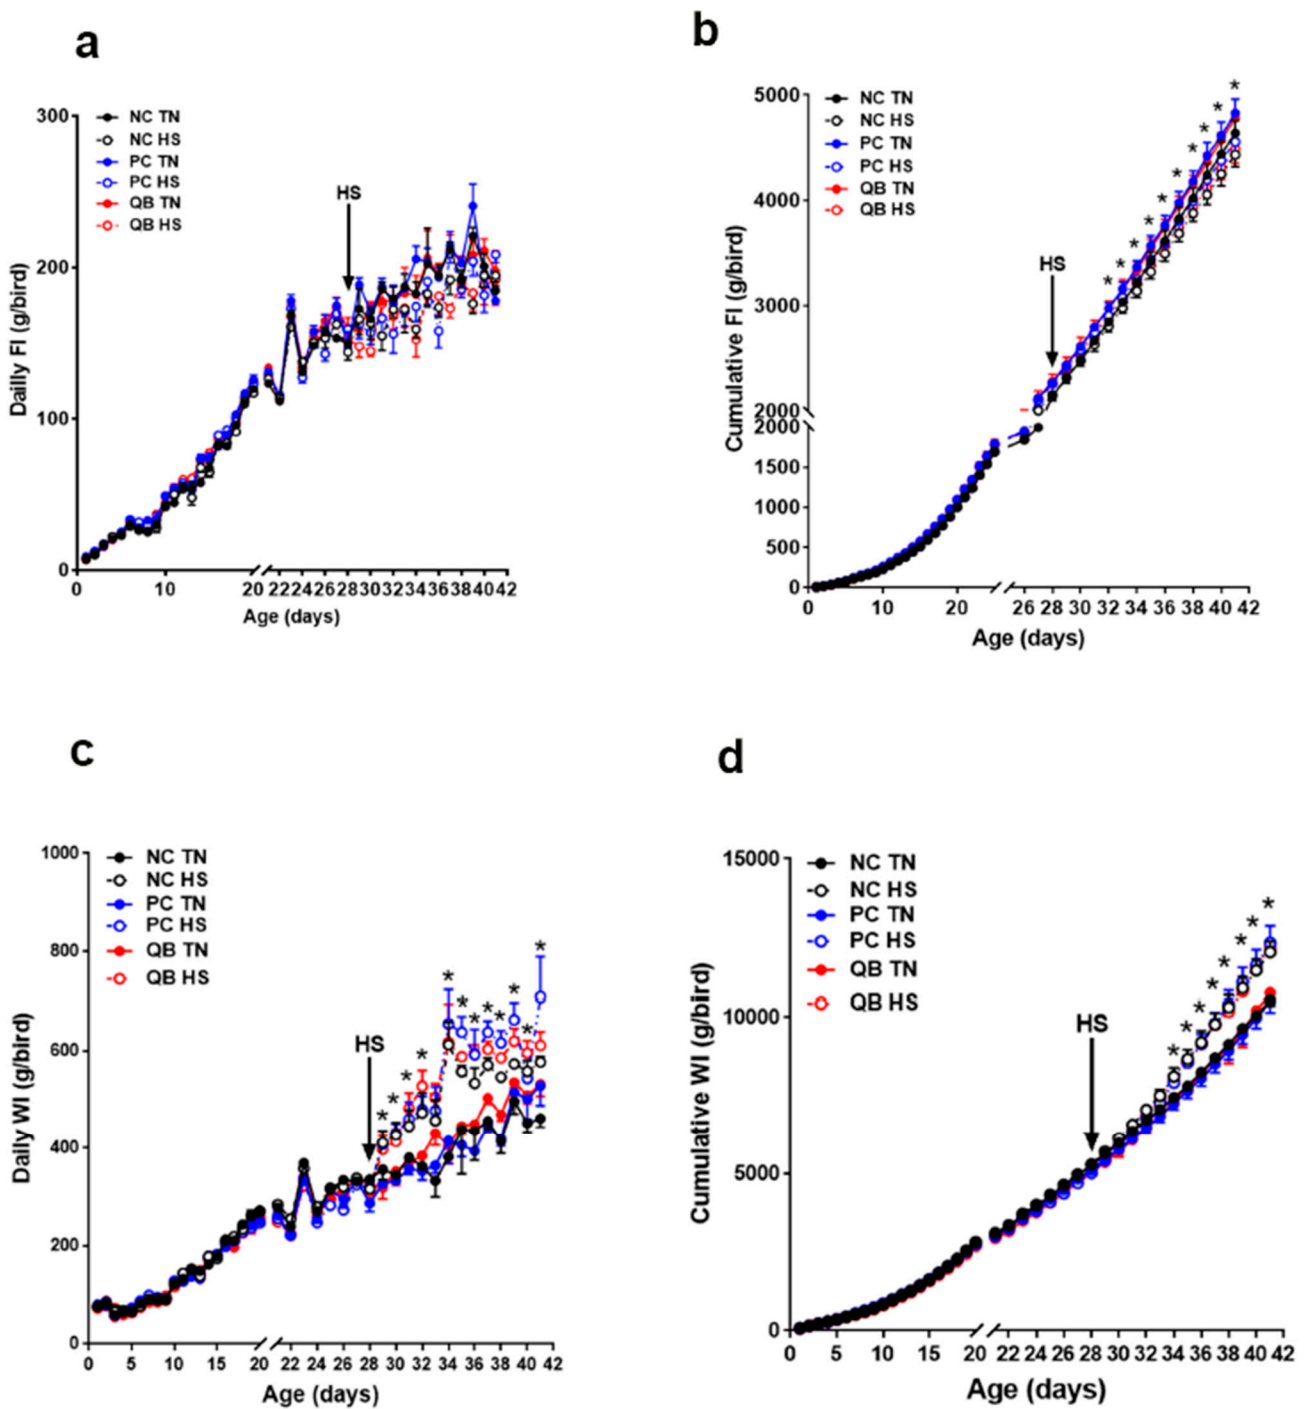 a
300
NC TN
NC HS
PC TN
PC HS
QB TN
QB HS
HS
200
100
0
Dailly FI (g/bird)
0 10 20 22 24 26 28 30 32 34 36 38 40 42
Age (days)
b
5000
NC TN
NC HS
PC TN
PC HS
QB TN
QB HS
* * * * * * * * * *
4000
HS
3000
2000
2000
1500
1000
500
0
Cumulative FI (g/bird)
0 10 20 26 28 30 32 34 36 38 40 42
Age (days)
c
1000
NC TN
NC HS
PC TN
PC HS
QB TN
QB HS
800
* * * * * * * * * * * *
HS
600
400
200
0
Daily WI (g/bird)
0 5 10 15 20 22 24 26 28 30 32 34 36 38 40 42
Age (days)
d
15000
NC TN
NC HS
PC TN
PC HS
QB TN
QB HS
* * * * * * * *
HS
10000
5000
0
Cumulative WI (g/bird)
0 5 10 15 20 22 24 26 28 30 32 34 36 38 40 42
Age (days)